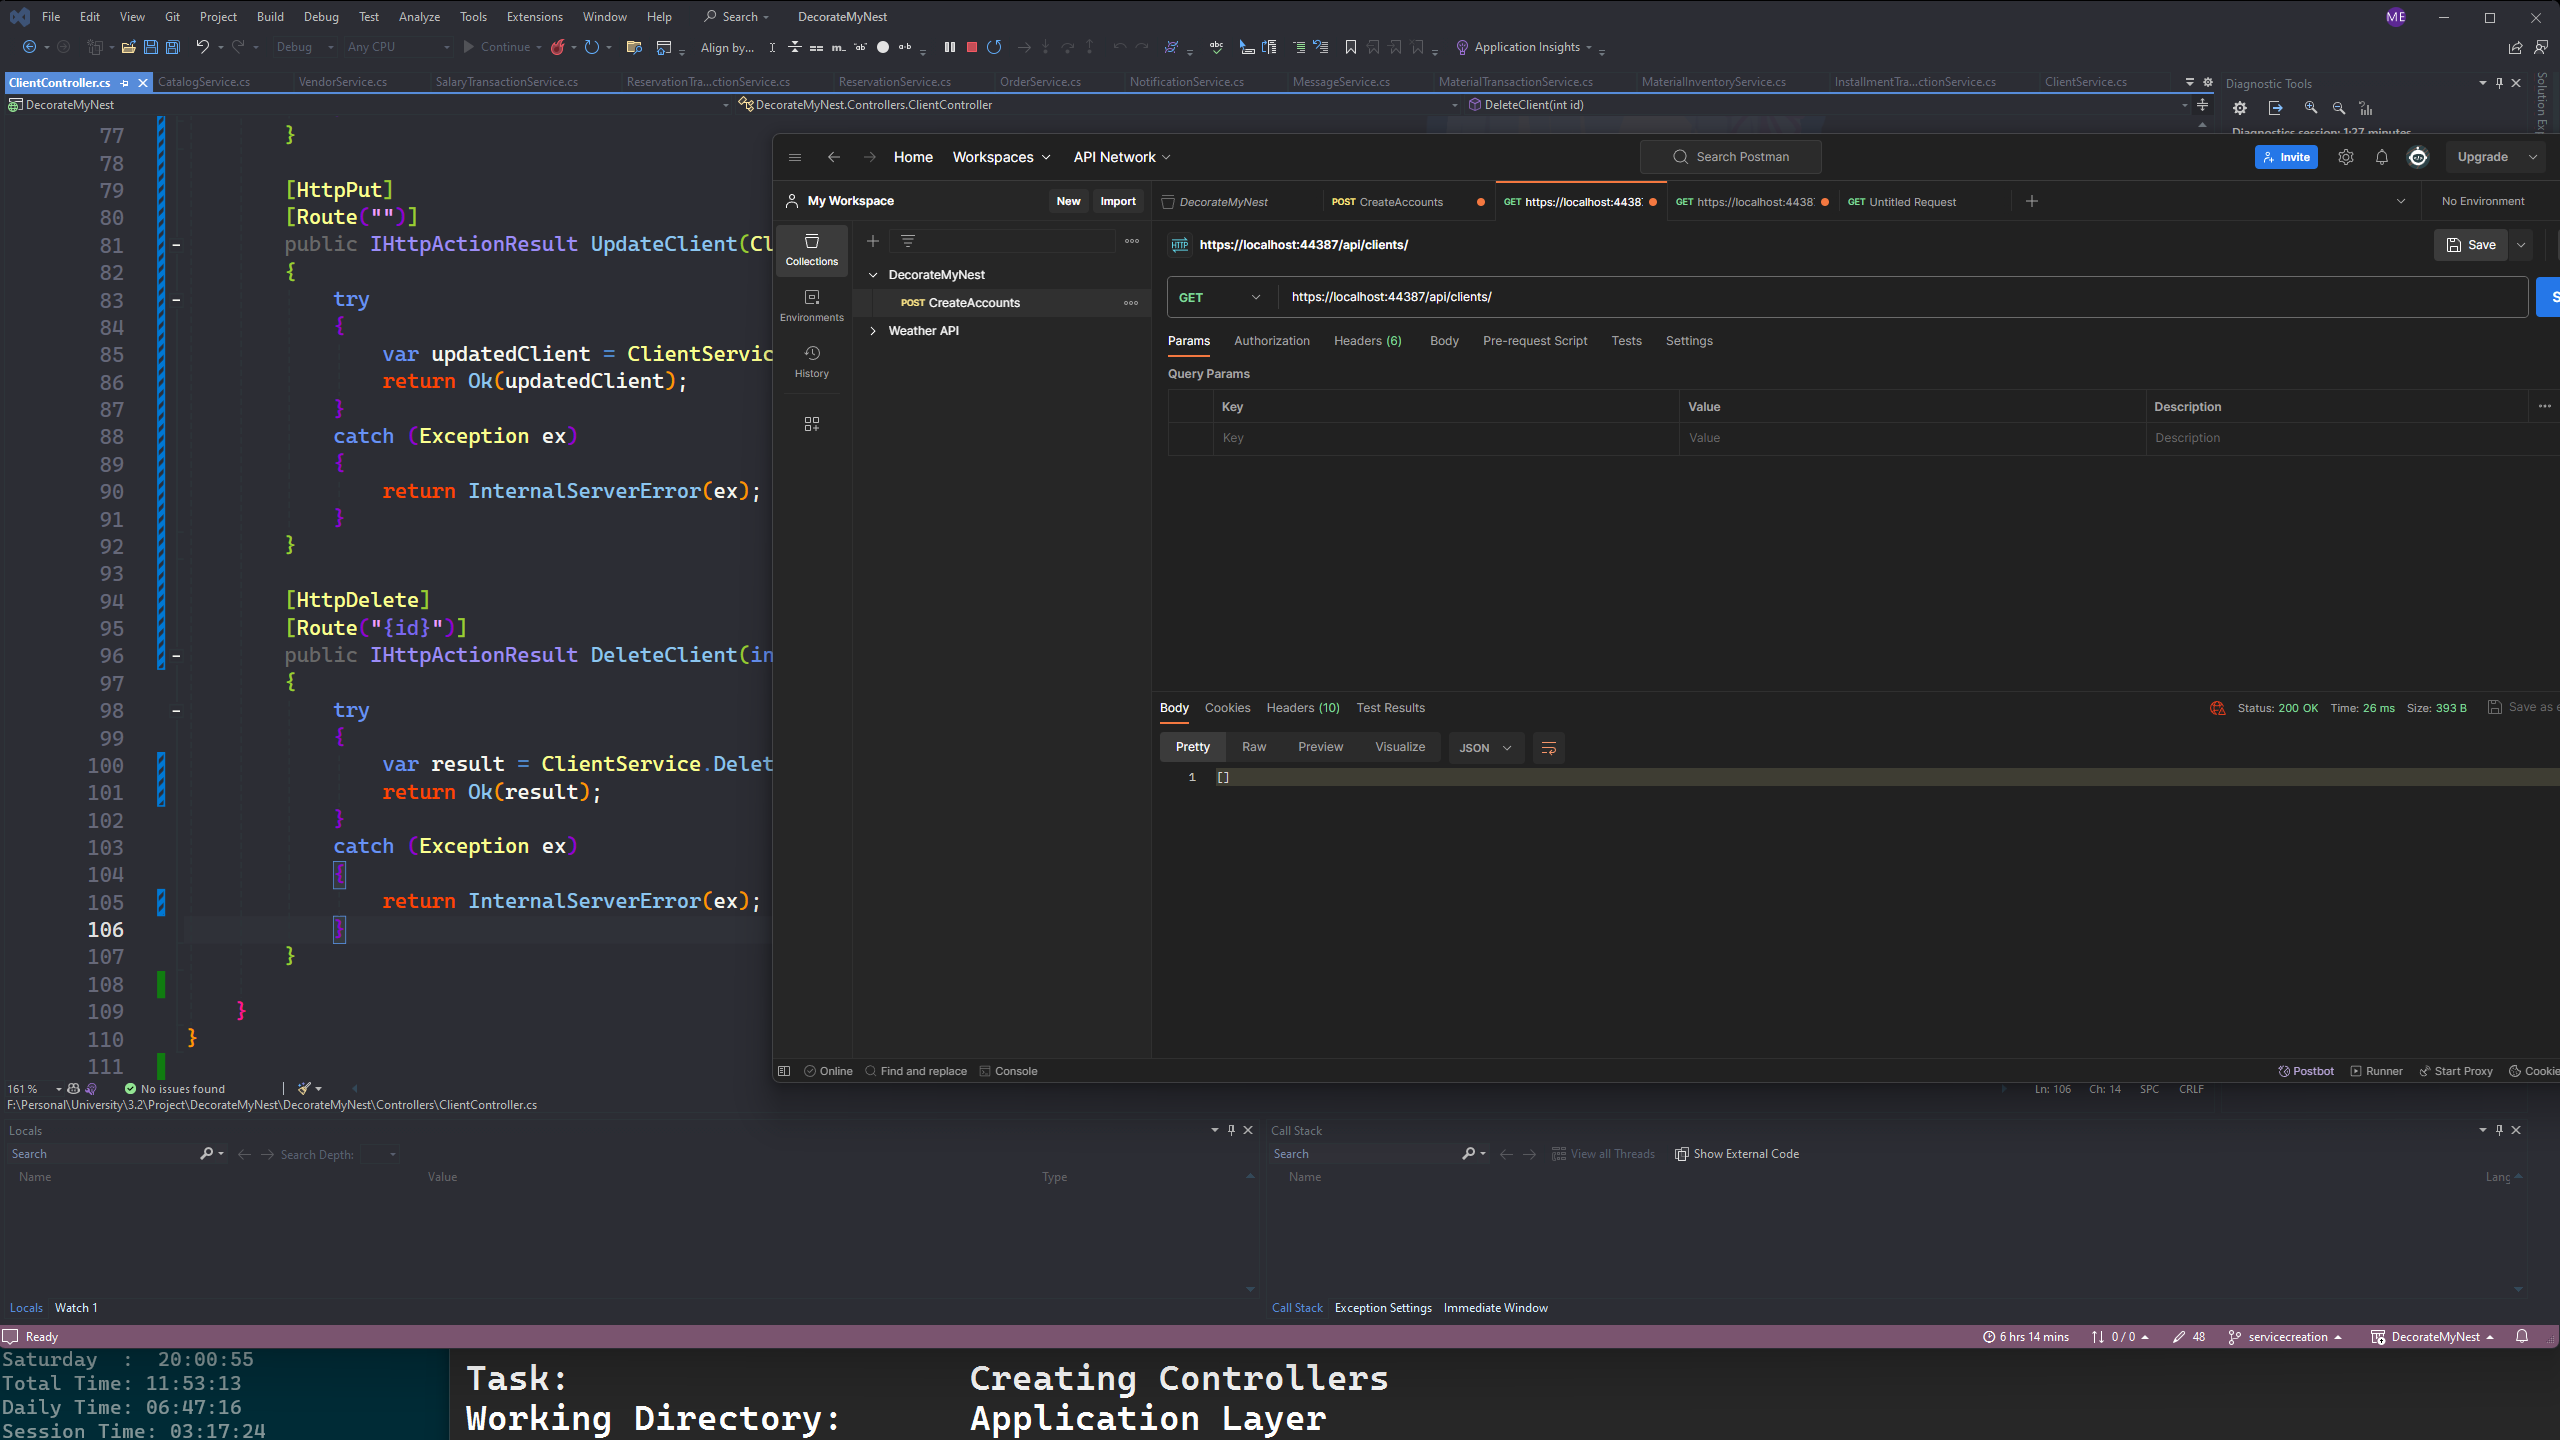 File Edit View Git Project Build Debug Test Analyze Tools Extensions Window Help Search DecorateMyNest ME
Debug Any CPU Continue Align by... Application Insights
ClientController.cs CatalogService.cs VendorService.cs SalaryTransactionService.cs ReservationTra...ctionService.cs ReservationService.cs OrderService.cs NotificationService.cs MessageService.cs MaterialTransactionService.cs MaterialInventoryService.cs InstallmentTra...ctionService.cs ClientService.cs Diagnostic Tools
DecorateMyNest DecorateMyNest.Controllers.ClientController DeleteClient(int id)
Diagnostics session: 1:27 minutes
Solution Exp
77 }
78
79 [HttpPut]
80 [Route("")]
81 public IHttpActionResult UpdateClient(Cl
82 {
83 try
84 {
85 var updatedClient = ClientServic
86 return Ok(updatedClient);
87 }
88 catch (Exception ex)
89 {
90 return InternalServerError(ex);
91 }
92 }
93
94 [HttpDelete]
95 [Route("{id}")]
96 public IHttpActionResult DeleteClient(in
97 {
98 try
99 {
100 var result = ClientService.Delet
101 return Ok(result);
102 }
103 catch (Exception ex)
104 {
105 return InternalServerError(ex);
106 }
107 }
108
109 }
110 }
111
Home Workspaces API Network Search Postman Invite Upgrade
My Workspace New Import DecorateMyNest POST CreateAccounts GET https://localhost:4438 GET https://localhost:4438 GET Untitled Request No Environment
Collections
Environments
History
DecorateMyNest
POST CreateAccounts
Weather API
HTTP https://localhost:44387/api/clients/ Save
GET https://localhost:44387/api/clients/ S
Params Authorization Headers (6) Body Pre-request Script Tests Settings
Query Params
Key Value Description
Key Value Description
Body Cookies Headers (10) Test Results Status: 200 OK Time: 26 ms Size: 393 B Save as e
Pretty Raw Preview Visualize JSON
1 []
Online Find and replace Console Postbot Runner Start Proxy Cookie
161 % No issues found Ln: 106 Ch: 14 SPC CRLF
F:\Personal\University\3.2\Project\DecorateMyNest\DecorateMyNest\Controllers\ClientController.cs
Locals
Search Search Depth:
Name Value Type
Locals Watch 1
Call Stack
Search View all Threads Show External Code
Name Lang
Call Stack Exception Settings Immediate Window
Ready 6 hrs 14 mins 0 / 0 48 servicecreation DecorateMyNest
Saturday : 20:00:55
Total Time: 11:53:13
Daily Time: 06:47:16
Session Time: 03:17:24
Task: Creating Controllers
Working Directory: Application Layer